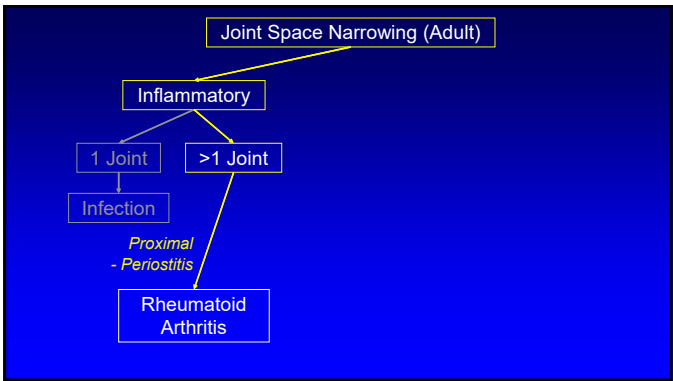 Joint Space Narrowing (Adult)
Inflammatory
1 Joint
>1 Joint
Infection
Proximal
- Periostitis
Rheumatoid
Arthritis